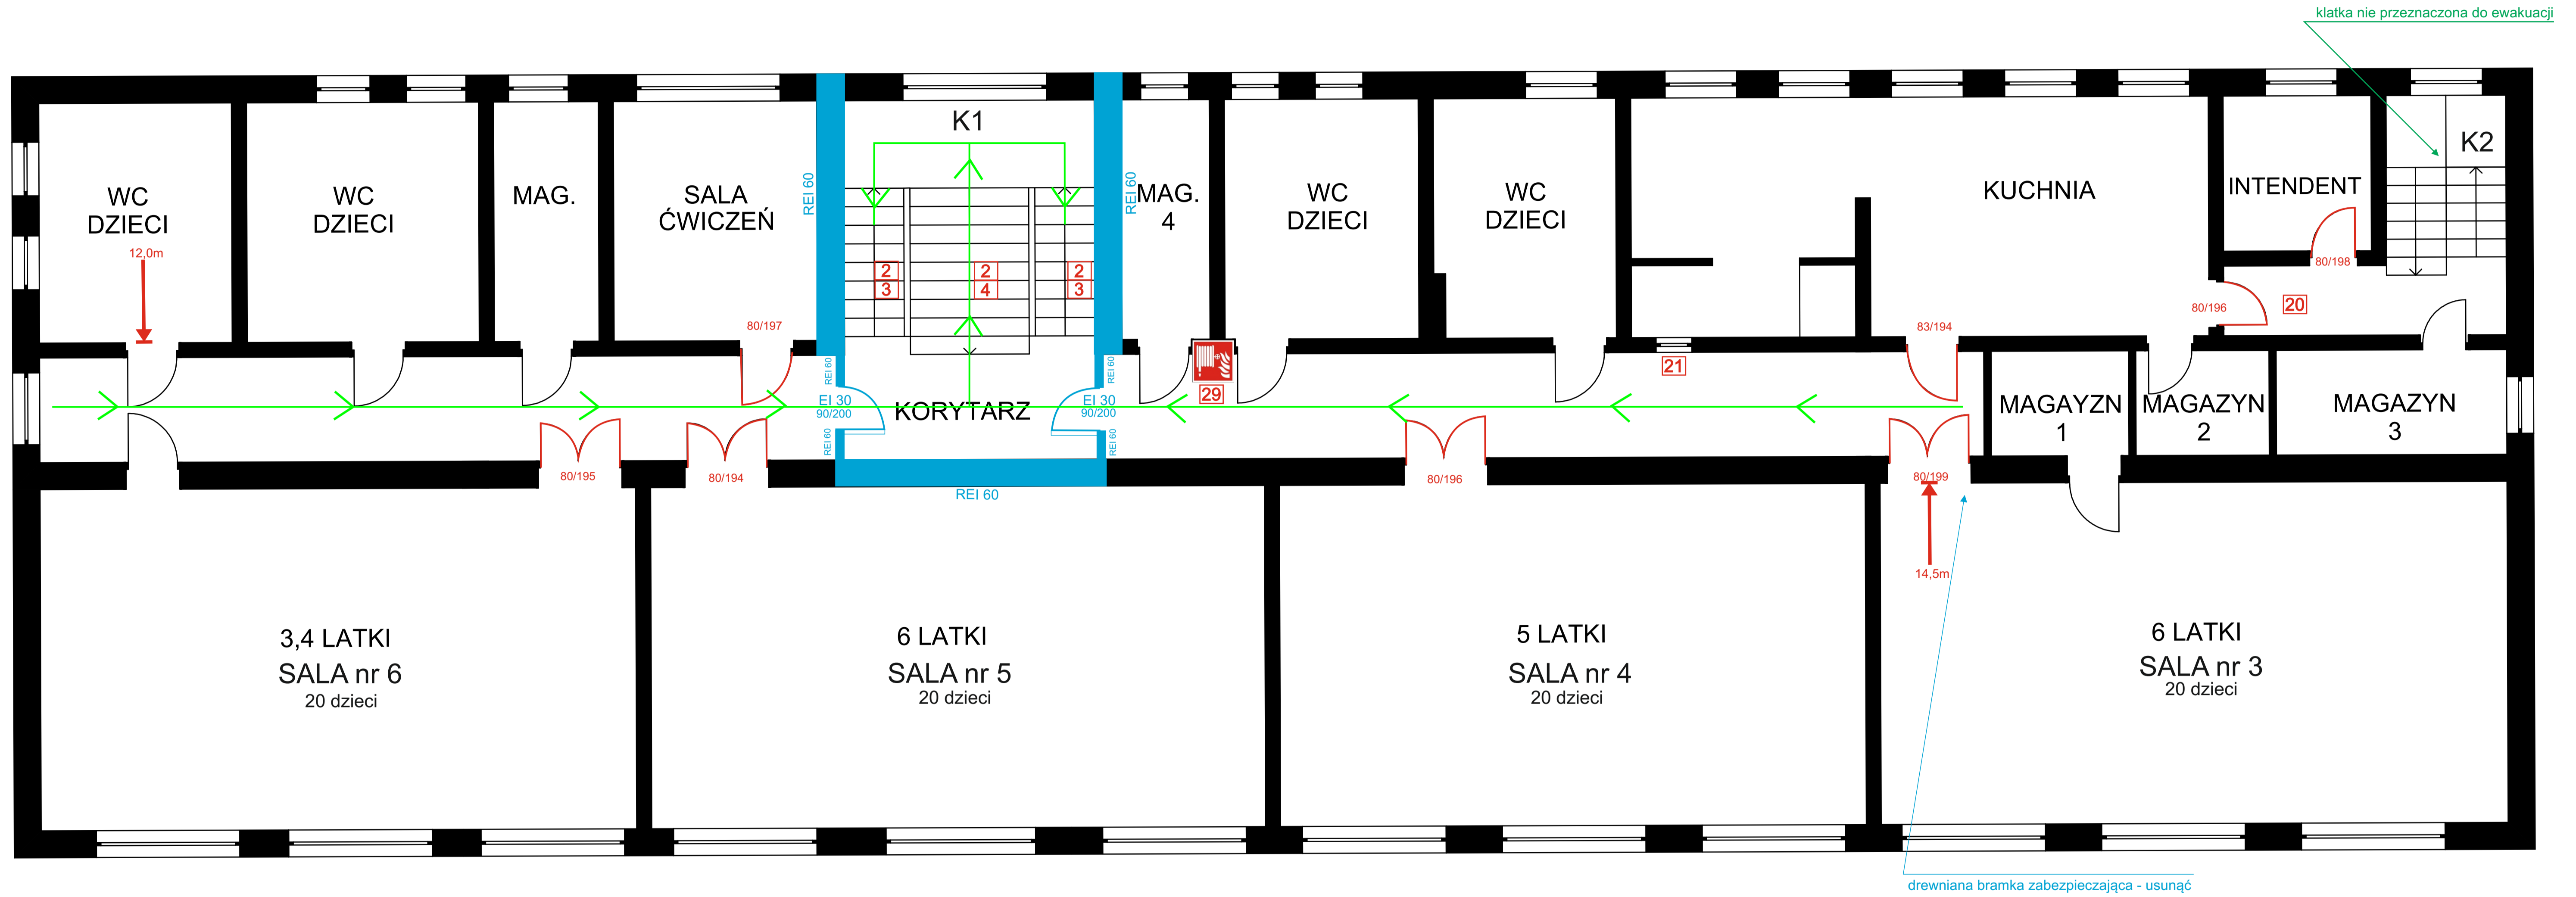 klatka nie przeznaczona do ewakuacji
K1
K2
WC
DZIECI
12,0m
WC
DZIECI
MAG.
SALA
ĆWICZEŃ
REI 60
REI 60
MAG.
4
WC
DZIECI
WC
DZIECI
KUCHNIA
INTENDENT
80/198
2
3
2
4
2
3
80/196
20
80/197
83/194
REI 60
REI 60
21
29
EI 30
90/200
KORYTARZ
EI 30
90/200
MAGAYZN
1
MAGAZYN
2
MAGAZYN
3
REI 60
REI 60
80/195
80/194
80/196
80/199
REI 60
14,5m
3,4 LATKI
SALA nr 6
20 dzieci
6 LATKI
SALA nr 5
20 dzieci
5 LATKI
SALA nr 4
20 dzieci
6 LATKI
SALA nr 3
20 dzieci
drewniana bramka zabezpieczająca - usunąć